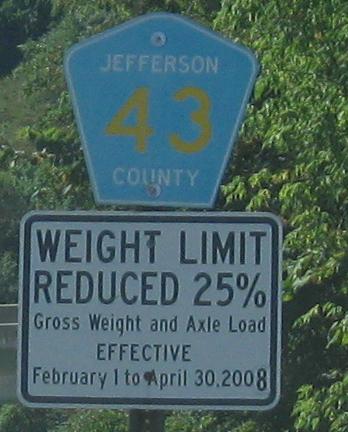 JEFFERSON
43
COUNTY
WEIGHT LIMIT
REDUCED 25%
Gross Weight and Axle Load
EFFECTIVE
February 1 to April 30,2008